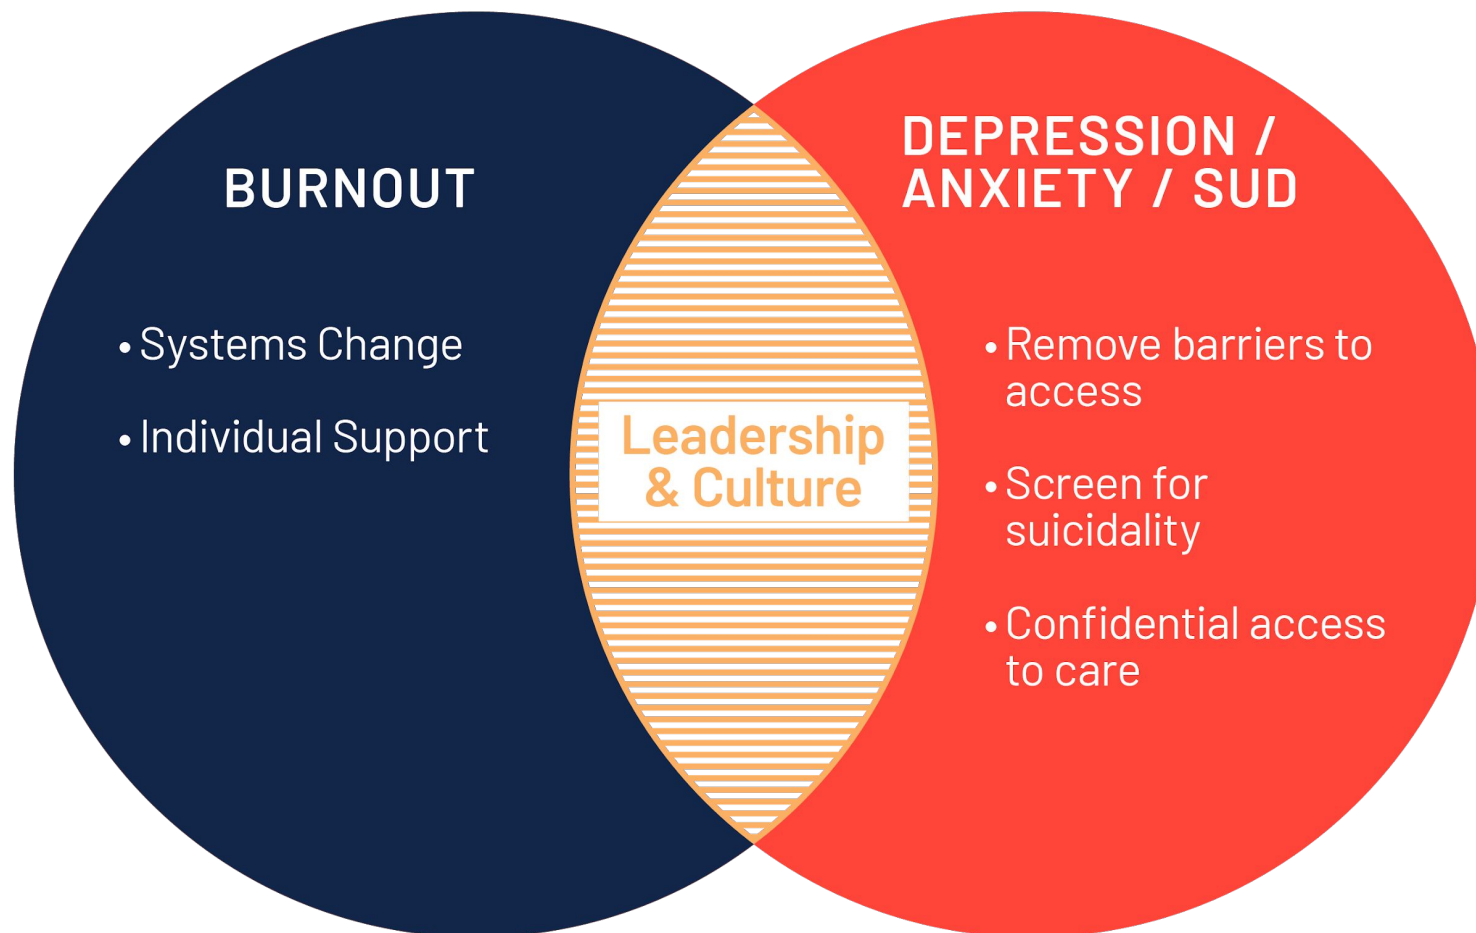 BURNOUT
• Systems Change
• Individual Support
Leadership
& Culture
DEPRESSION /
ANXIETY / SUD
• Remove barriers to
access
• Screen for
suicidality
• Confidential access
to care